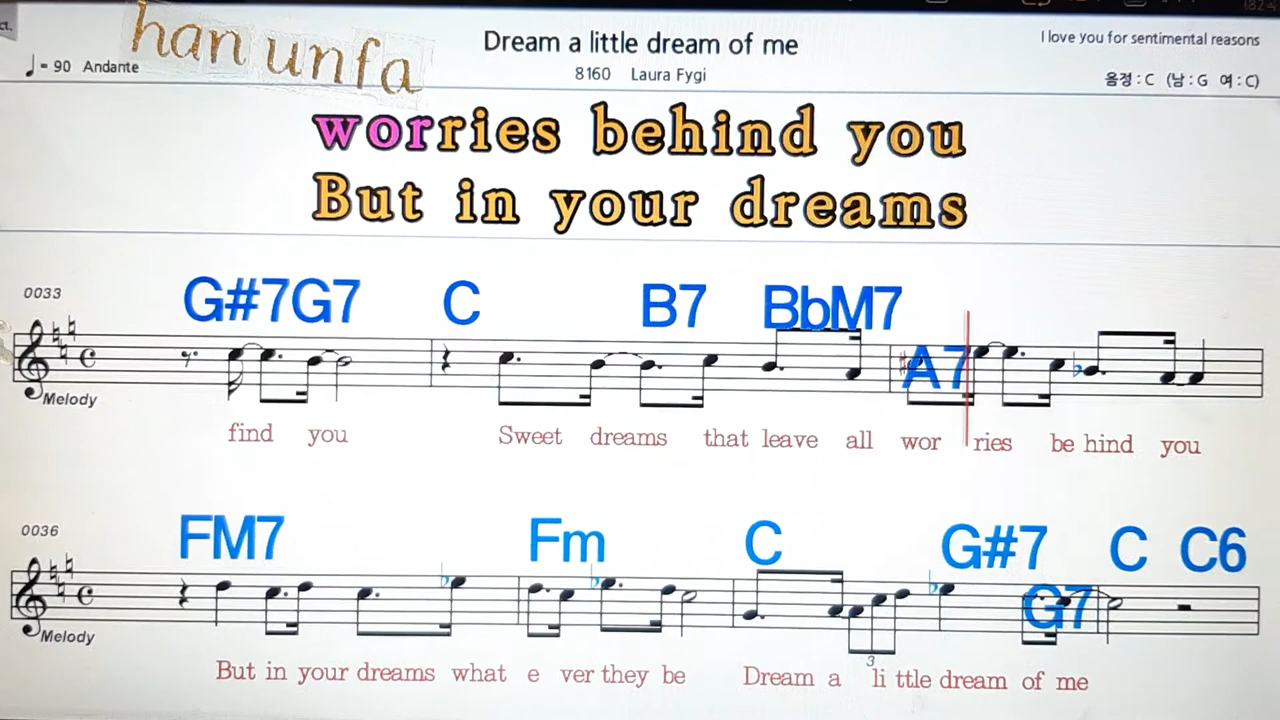 ct.
han unfa
Dream a little dream of me
I love you for sentimental reasons
♩= 90 Andante
8160 Laura Fygi
음정 : C (남 : G 여 : C)
worries behind you
But in your dreams
0033
G#7G7 C B7 BbM7
A7
Melody
find you Sweet dreams that leave all wor ries be hind you
0036
FM7 Fm C G#7 C C6
G7
Melody
3
But in your dreams what e ver they be Dream a li ttle dream of me